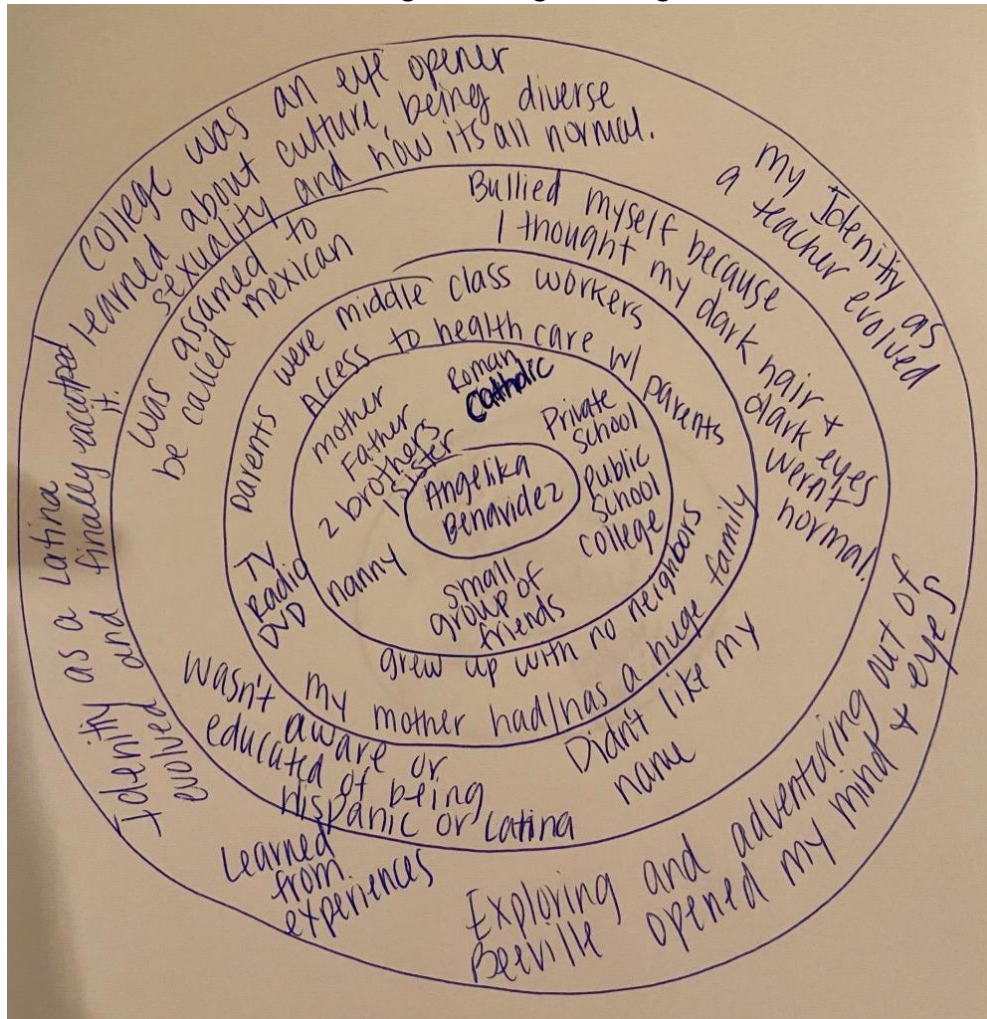 College was an eye opener
Learned about culture, being diverse
sexuality and how its all normal.
my Idenitity as
a teacher evolved
Exploring and adventuring out of
Beeville opened my mind + eyes
Learned
from
experiences
Idenitity as a Latina
evolved and finally accepted
it.
was assamed to
be called mexican
Bullied myself because
I thought my dark hair +
dark eyes
wernt
normal.
Didnt like my
name
wasn't aware or
educated of being
hispanic or Latina
parents were middle class workers
Access to health care w/ parents
TV
Radio
DVD
grew up with no neighbors
my mother had/has a huge family
mother
Father
2 brothers
1 sister
Roman
Catholic
Private
School
public
school
college
small
group of
friends
nanny
Angelika
Benavidez